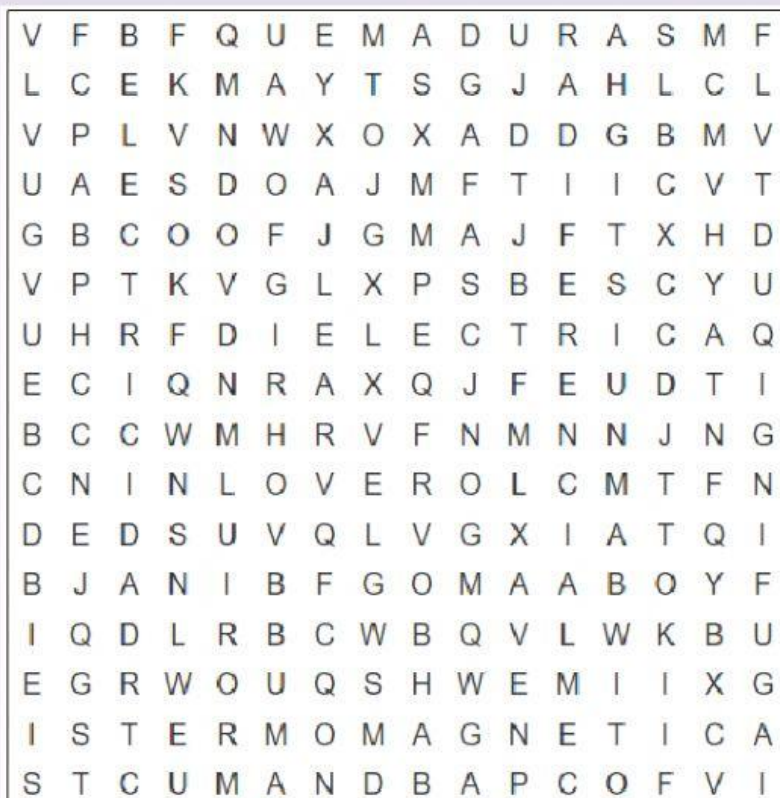 V F B F Q U E M A D U R A S M F
L C E K M A Y T S G J A H L C L
V P L V N W X O X A D D G B M V
U A E S D O A J M F T I I C V T
G B C O O F J G M A J F T X H D
V P T K V G L X P S B E S C Y U
U H R F D I E L E C T R I C A Q
E C I Q N R A X Q J F E U D T I
B C C W M H R V F N M N N J N G
C N I N L O V E R O L C M T F N
D E D S U V Q L V G X I A T Q I
B J A N I B F G O M A A B O Y F
I Q D L R B C W B Q V L W K B U
E G R W O U Q S H W E M I I X G
I S T E R M O M A G N E T I C A
S T C U M A N D B A P C O F V I